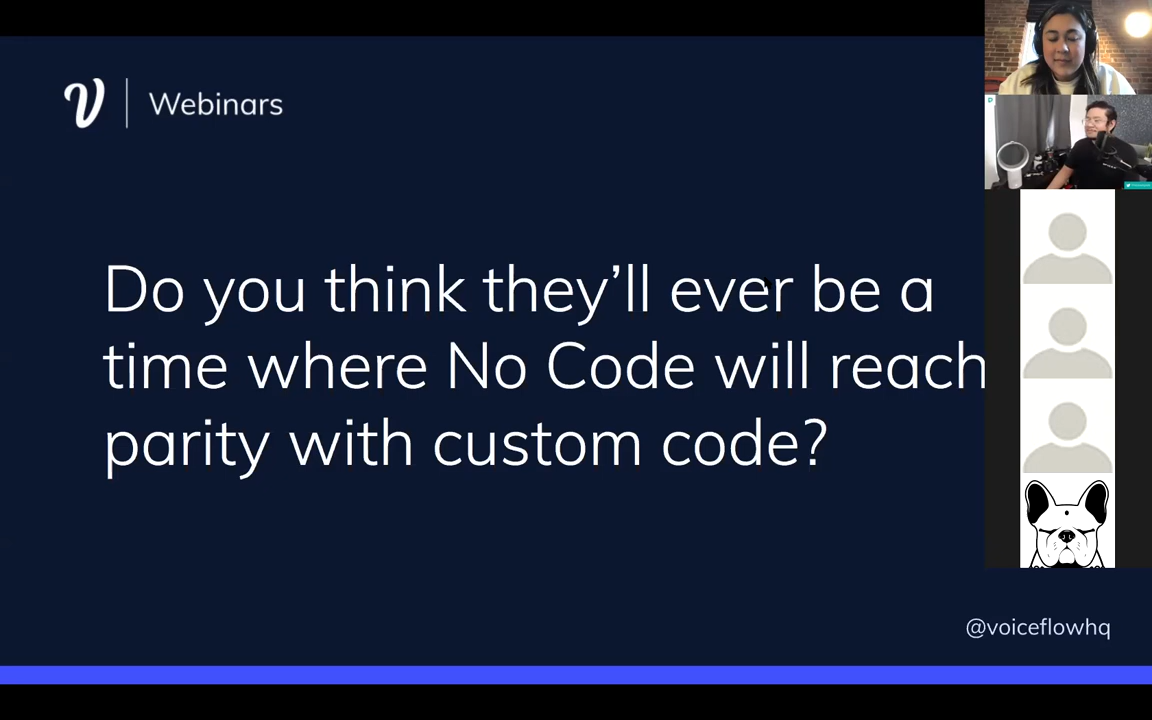 Webinars
Do you think they’ll ever be a
time where No Code will reach
parity with custom code?
@voiceflowhq